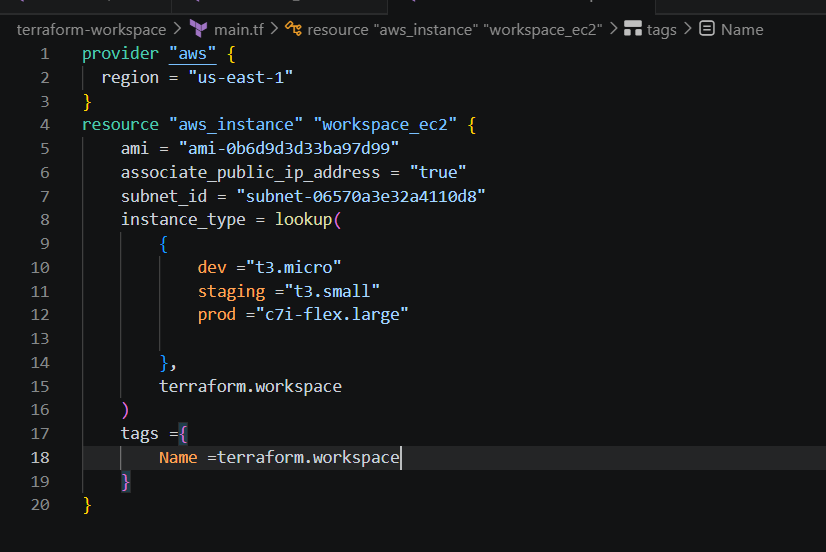 terraform-workspace > main.tf > resource "aws_instance" "workspace_ec2" > tags > Name
1 provider "aws" {
2   region = "us-east-1"
3 }
4 resource "aws_instance" "workspace_ec2" {
5     ami = "ami-0b6d9d3d33ba97d99"
6     associate_public_ip_address = "true"
7     subnet_id = "subnet-06570a3e32a4110d8"
8     instance_type = lookup(
9         {
10             dev ="t3.micro"
11             staging ="t3.small"
12             prod ="c7i-flex.large"
13
14         },
15         terraform.workspace
16     )
17     tags ={
18         Name =terraform.workspace
19     }
20 }